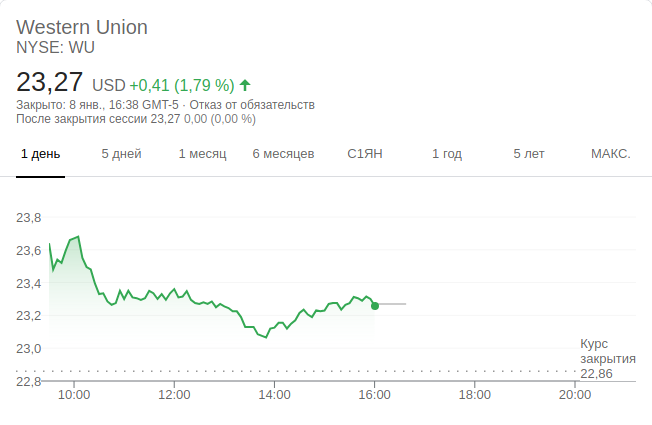 Western Union
NYSE: WU
23,27 USD +0,41 (1,79 %)
Закрыто: 8 янв., 16:38 GMT-5 · Отказ от обязательств
После закрытия сессии 23,27 0,00 (0,00 %)
1 день 5 дней 1 месяц 6 месяцев С1ЯН 1 год 5 лет МАКС.
23,8
23,6
23,4
23,2
23,0
22,8
Курс
закрытия
22,86
10:00 12:00 14:00 16:00 18:00 20:00